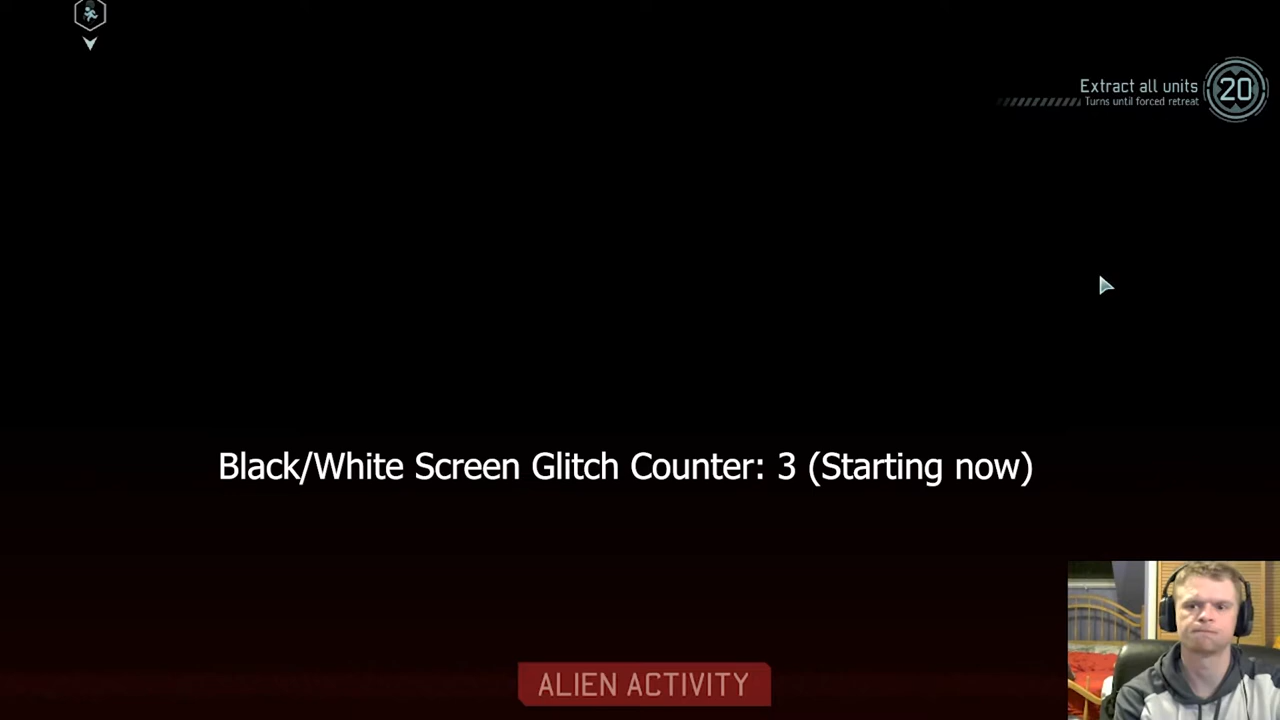 Extract all units
Turns until forced retreat
20
Black/White Screen Glitch Counter: 3 (Starting now)
ALIEN ACTIVITY